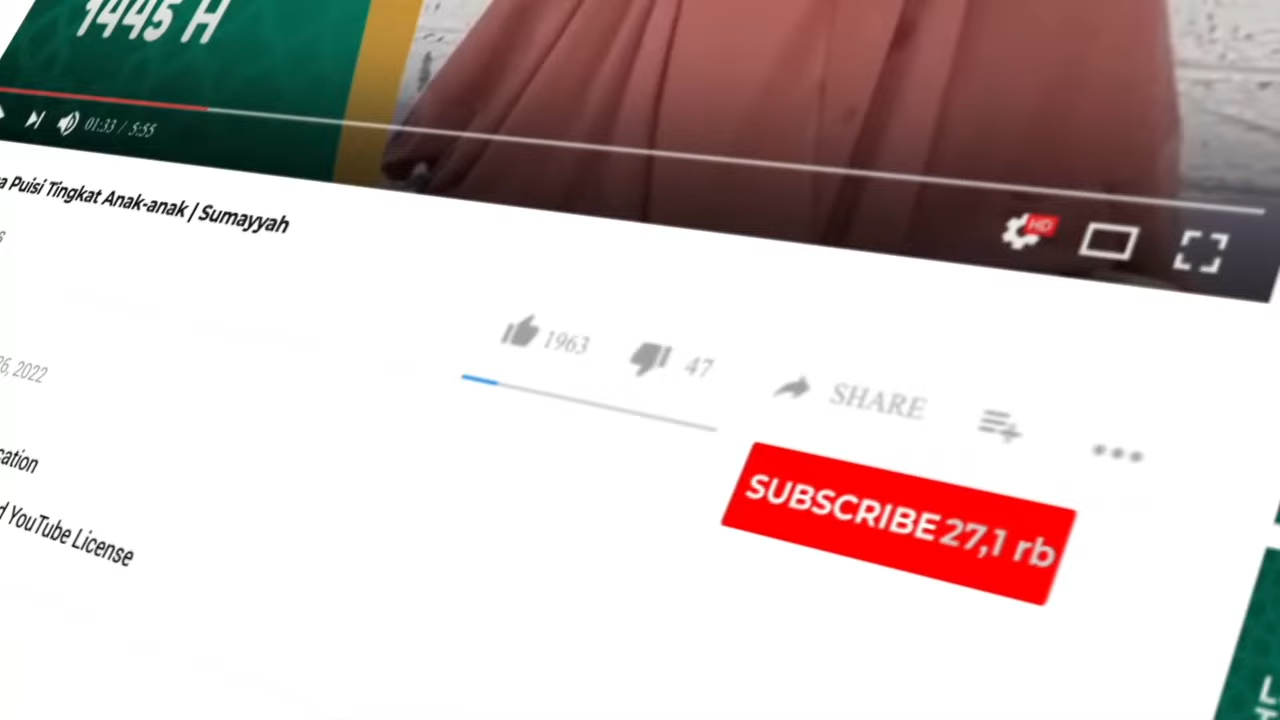 1445 H
01:33 / 5:55
HD
a Puisi Tingkat Anak-anak | Sumayyah
s
26, 2022
1963
47
SHARE
SUBSCRIBE 27,1 rb
cation
d YouTube License